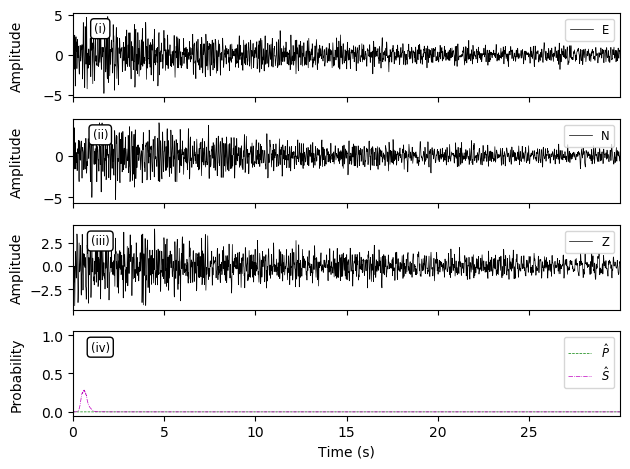 5
0
−5
Amplitude
(i)
E
0
−5
Amplitude
(ii)
N
2.5
0.0
−2.5
Amplitude
(iii)
Z
1.0
0.5
0.0
Probability
(iv)
P̂
Ŝ
0 5 10 15 20 25
Time (s)